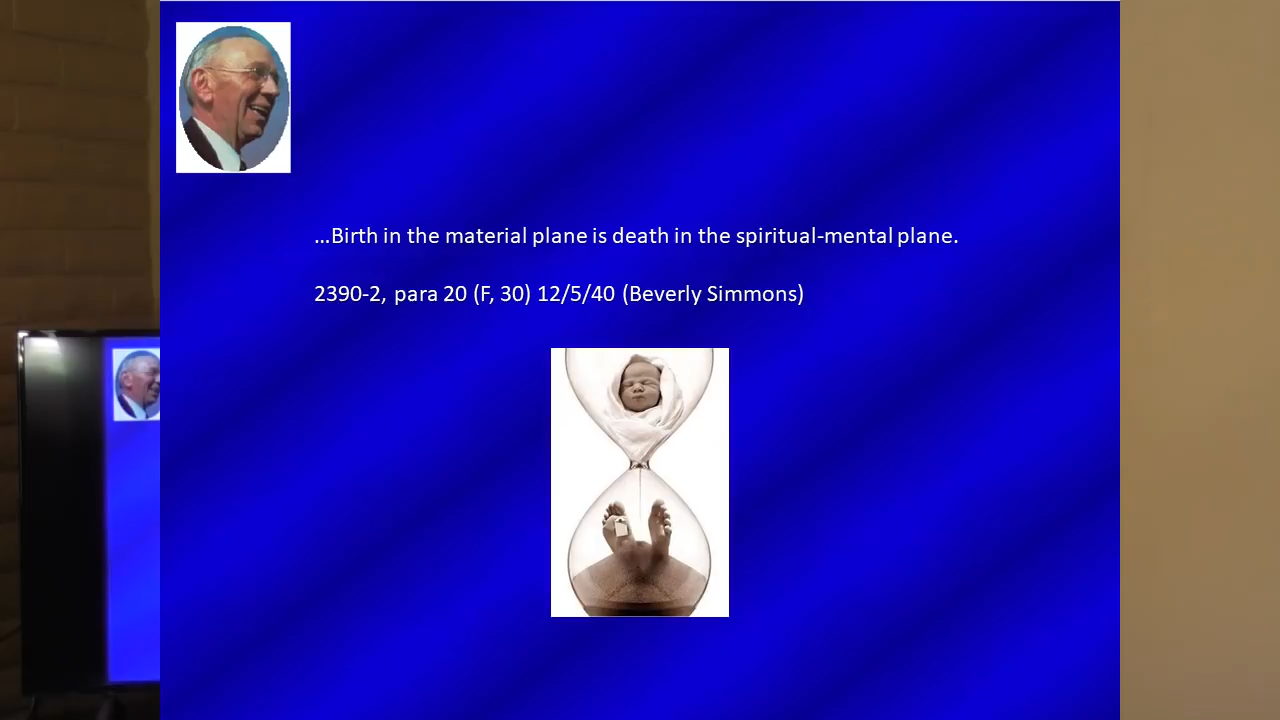 …Birth in the material plane is death in the spiritual-mental plane.
2390-2, para 20 (F, 30) 12/5/40 (Beverly Simmons)